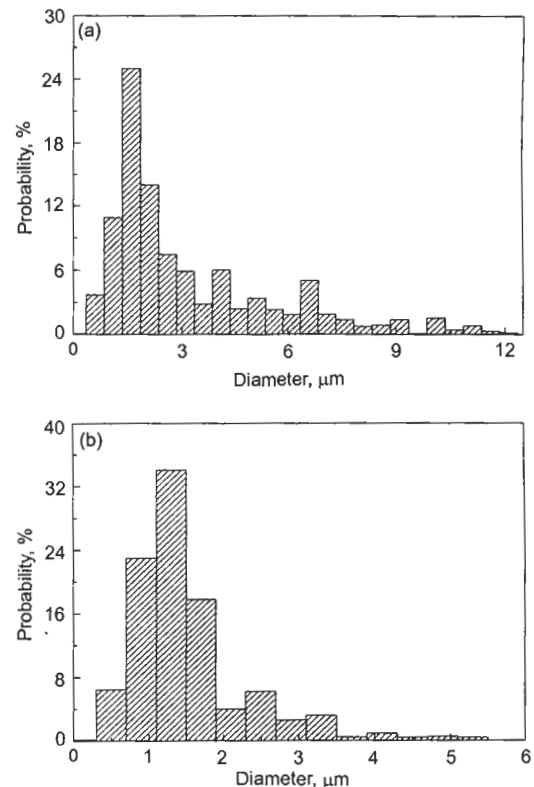 (a)
Probability, %
30
24
18
12
6
0
0 3 6 9 12
Diameter, μm
(b)
Probability, %
40
32
24
16
8
0
0 1 2 3 4 5 6
Diameter, μm